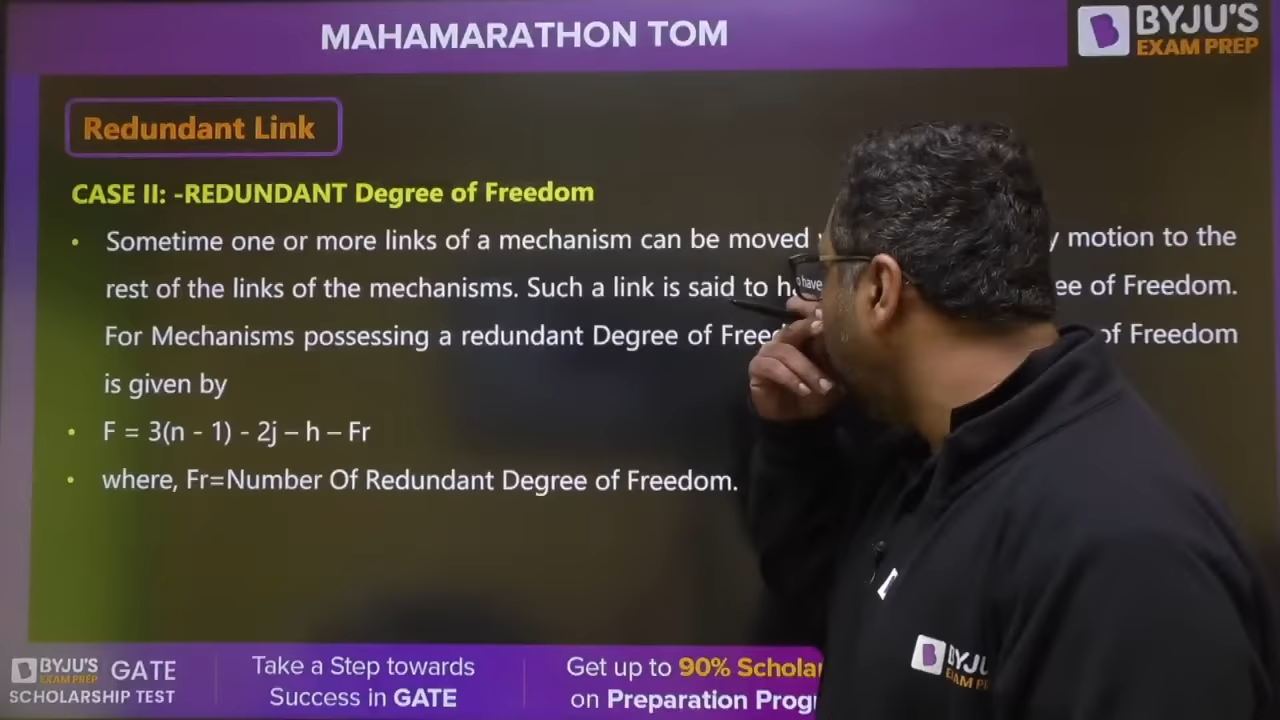 MAHAMARATHON TOM
BYJU'S
EXAM PREP
Redundant Link
CASE II: -REDUNDANT Degree of Freedom
• Sometime one or more links of a mechanism can be moved motion to the
rest of the links of the mechanisms. Such a link is said to of Freedom.
For Mechanisms possessing a redundant Degree of of Freedom
is given by
• F = 3(n - 1) - 2j – h – Fr
• where, Fr=Number Of Redundant Degree of Freedom.
BYJU'S
EXAM PREP
GATE
SCHOLARSHIP TEST
Take a Step towards
Success in GATE
Get up to 90%
on Preparation